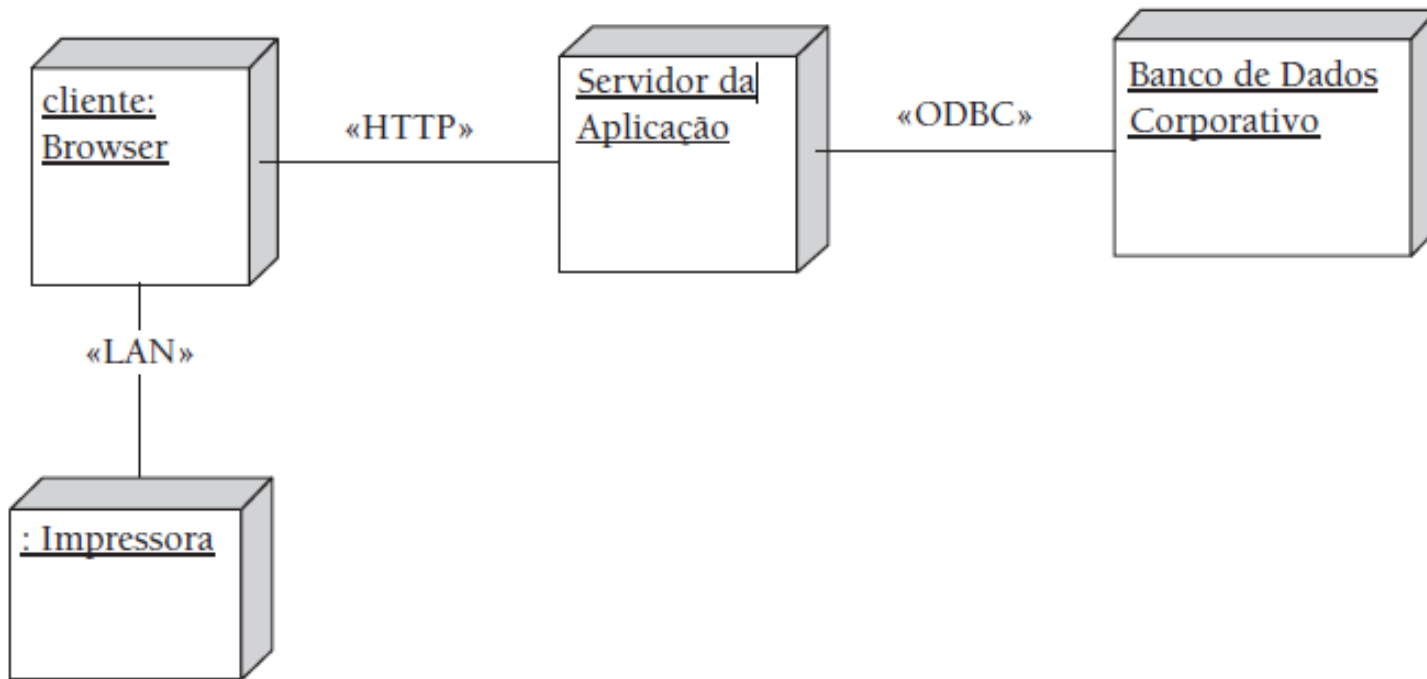 cliente:
Browser
«HTTP»
Servidor da
Aplicação
«ODBC»
Banco de Dados
Corporativo
«LAN»
: Impressora